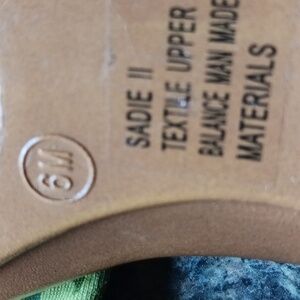 SADIE II
TEXTILE UPPER
BALANCE MAN MADE
MATERIALS
6M